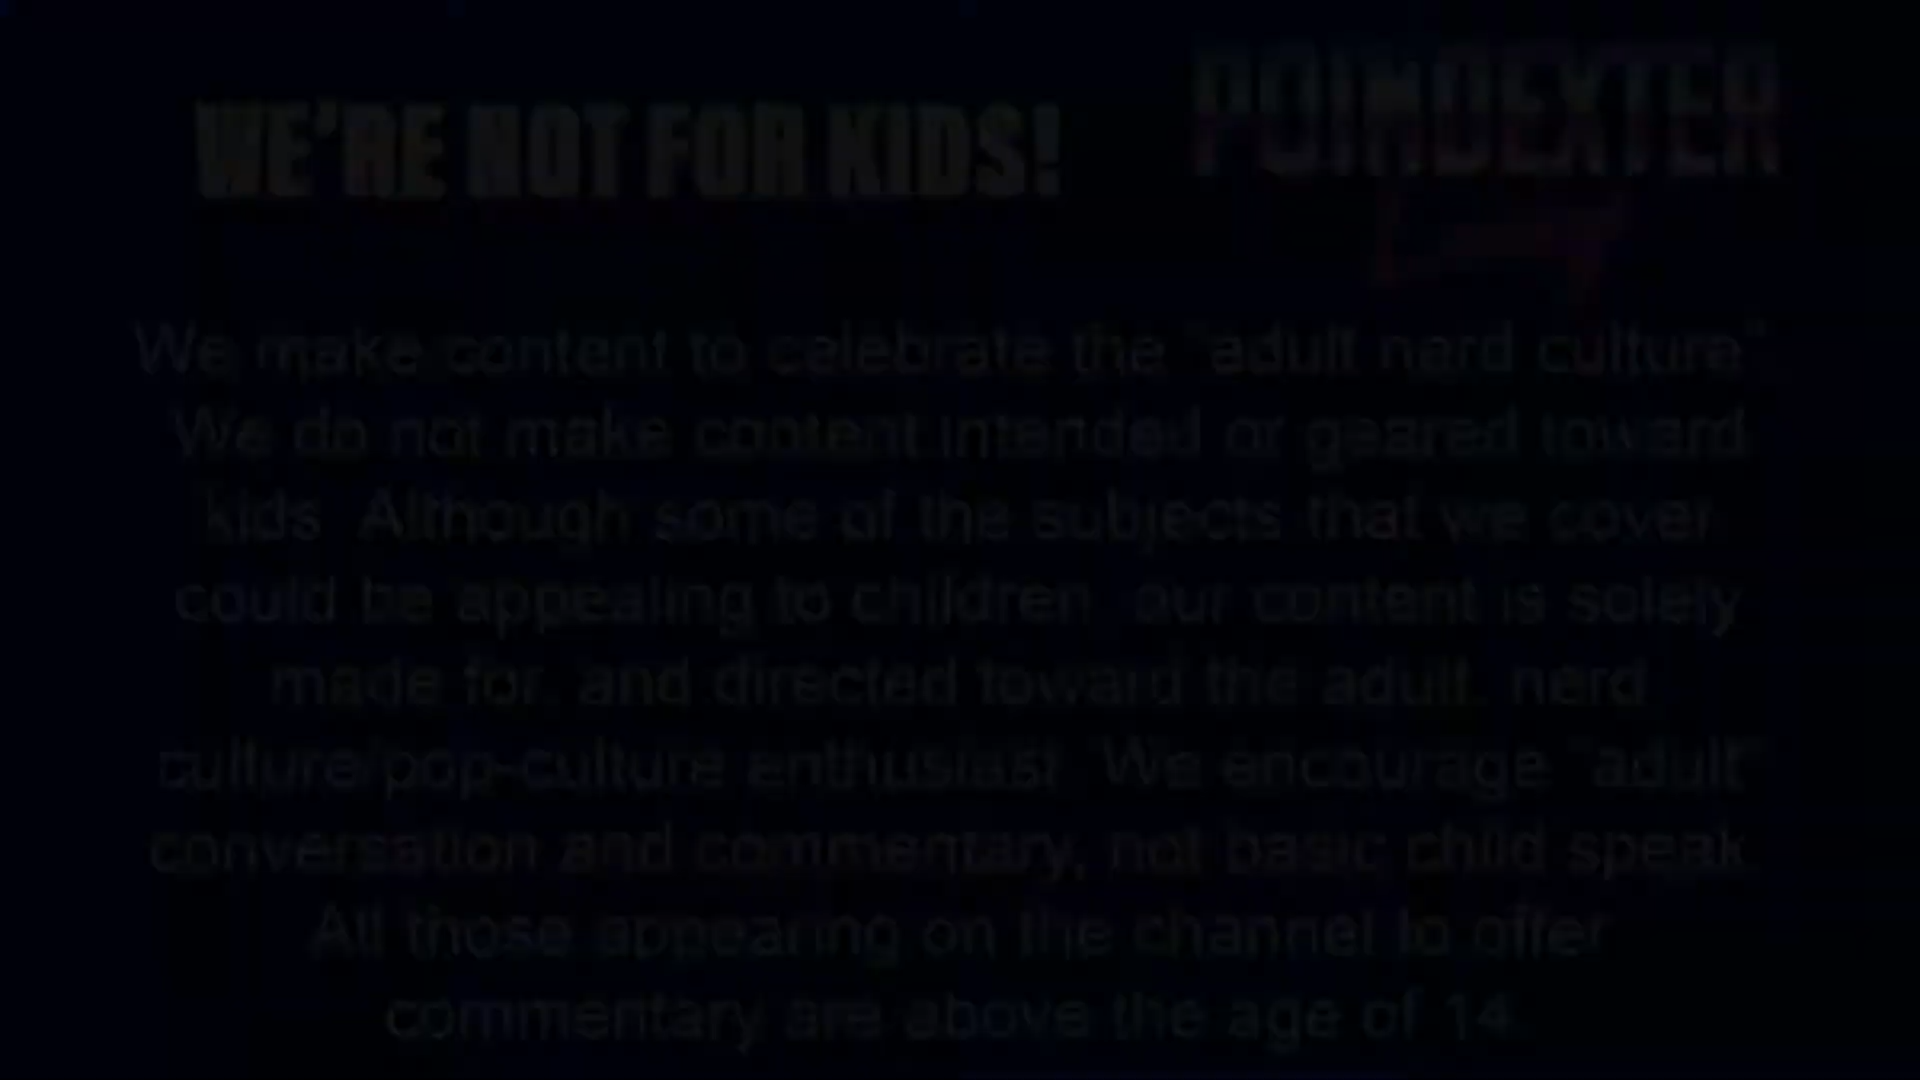 WE'RE NOT FOR KIDS!
POINDEXTER
We make content to celebrate the "adult nerd culture"
We do not make content intended or geared toward
kids. Although some of the subjects that we cover
could be appealing to children, our content is solely
made for, and directed toward the adult, nerd
culture/pop-culture enthusiast. We encourage "adult"
conversation and commentary, not basic child speak.
All those appearing on the channel to offer
commentary are above the age of 14.